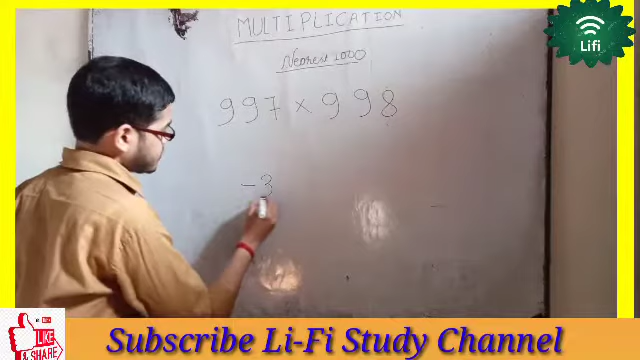 MULTIPLICATION
Nearest 1000
997 × 998
-3
Lifi
LIKE
& SHARE
Subscribe Li-Fi Study Channel